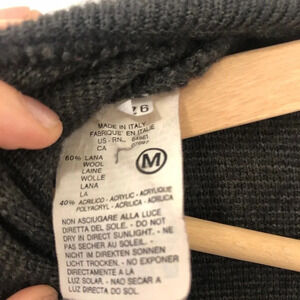 76
MADE IN ITALY
FABRIQUE' EN ITALIE
US - RN.
CA
60% LANA
WOOL
LAINE
WOLLE
LANA
LA
M
40% ACRILICO - ACRYLIC - ACRYLIQUE
POLYACRYL - ACRILICA - ACRYLICO
NON ASCIUGARE ALLA LUCE
DIRETTA DEL SOLE. - DO NOT
DRY IN DIRECT SUNLIGHT. - NE
PAS SECHER AU SOLEIL. -
NICHT IM DIREKTEN SONNEN
LICHT TROCKEN. - NO EXPONER
DIRECTAMENTE A LA
LUZ SOLAR. - NAO SECAR A
LUZ DO SOL DIRECTA.